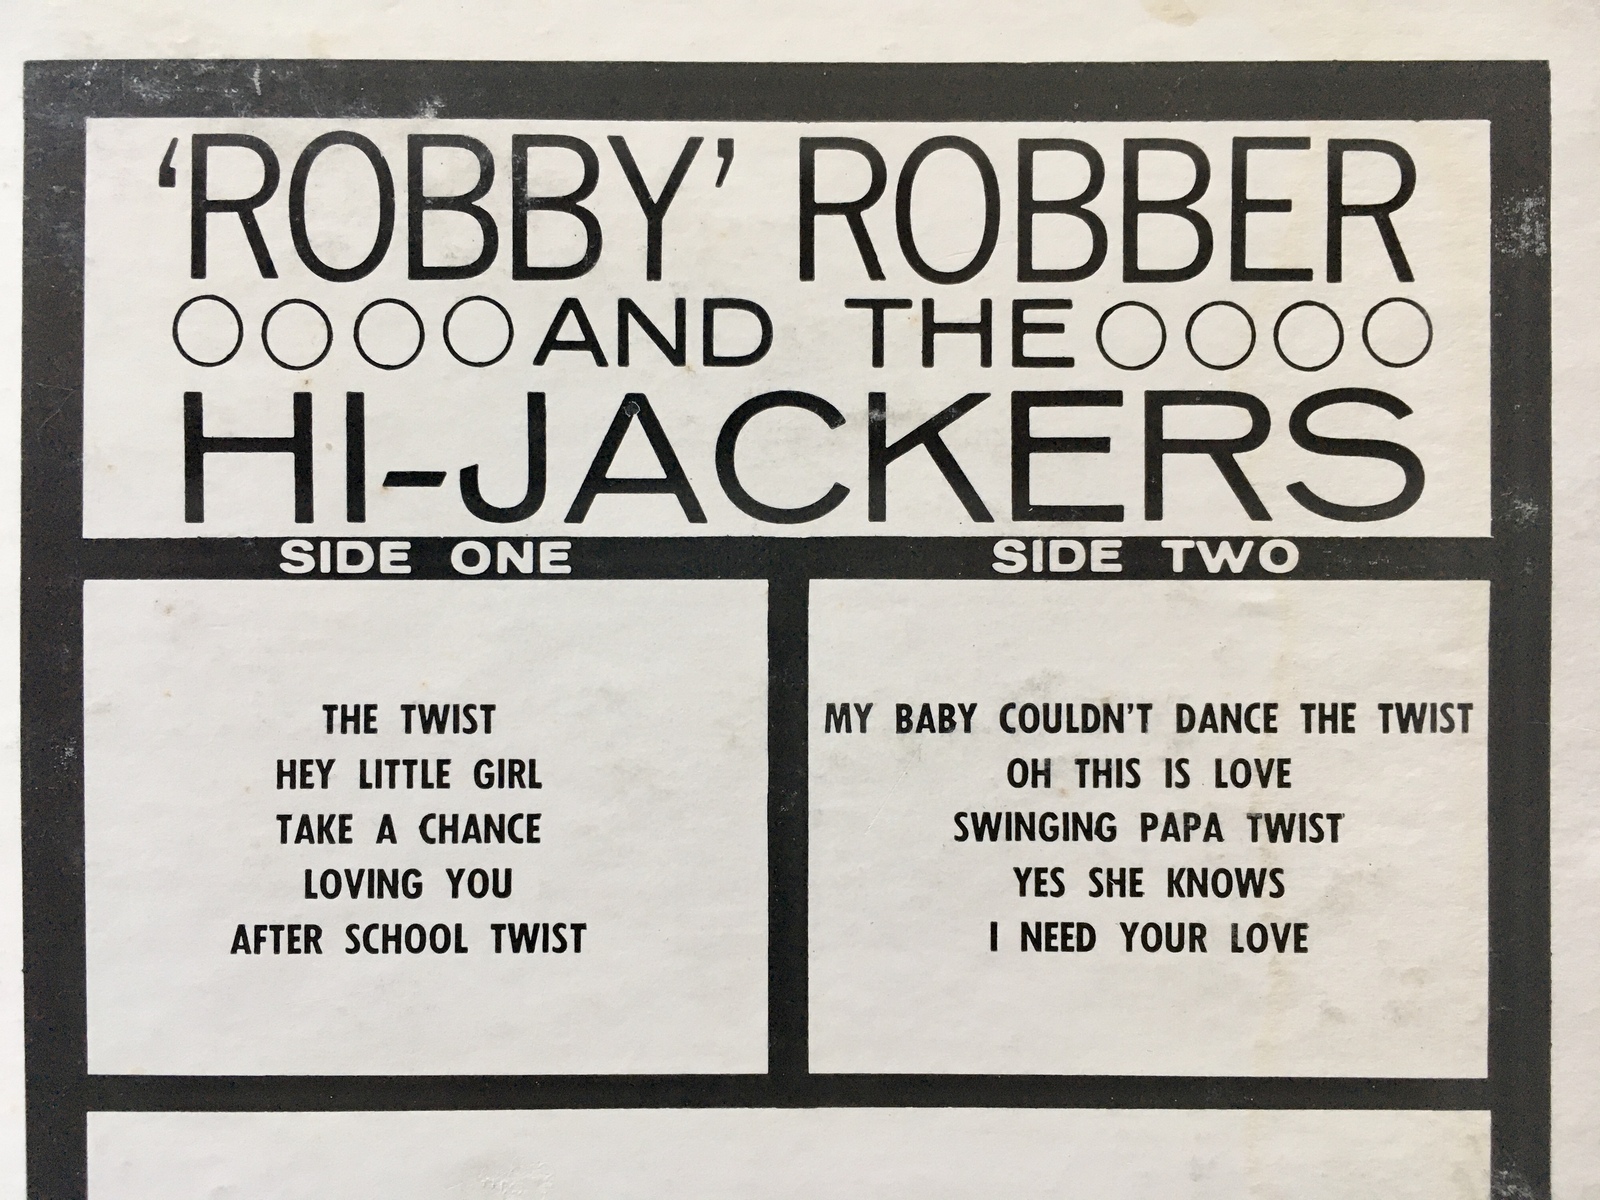 ‘ROBBY’ ROBBER
AND THE
HI-JACKERS
SIDE ONE
THE TWIST
HEY LITTLE GIRL
TAKE A CHANCE
LOVING YOU
AFTER SCHOOL TWIST
SIDE TWO
MY BABY COULDN'T DANCE THE TWIST
OH THIS IS LOVE
SWINGING PAPA TWIST
YES SHE KNOWS
I NEED YOUR LOVE